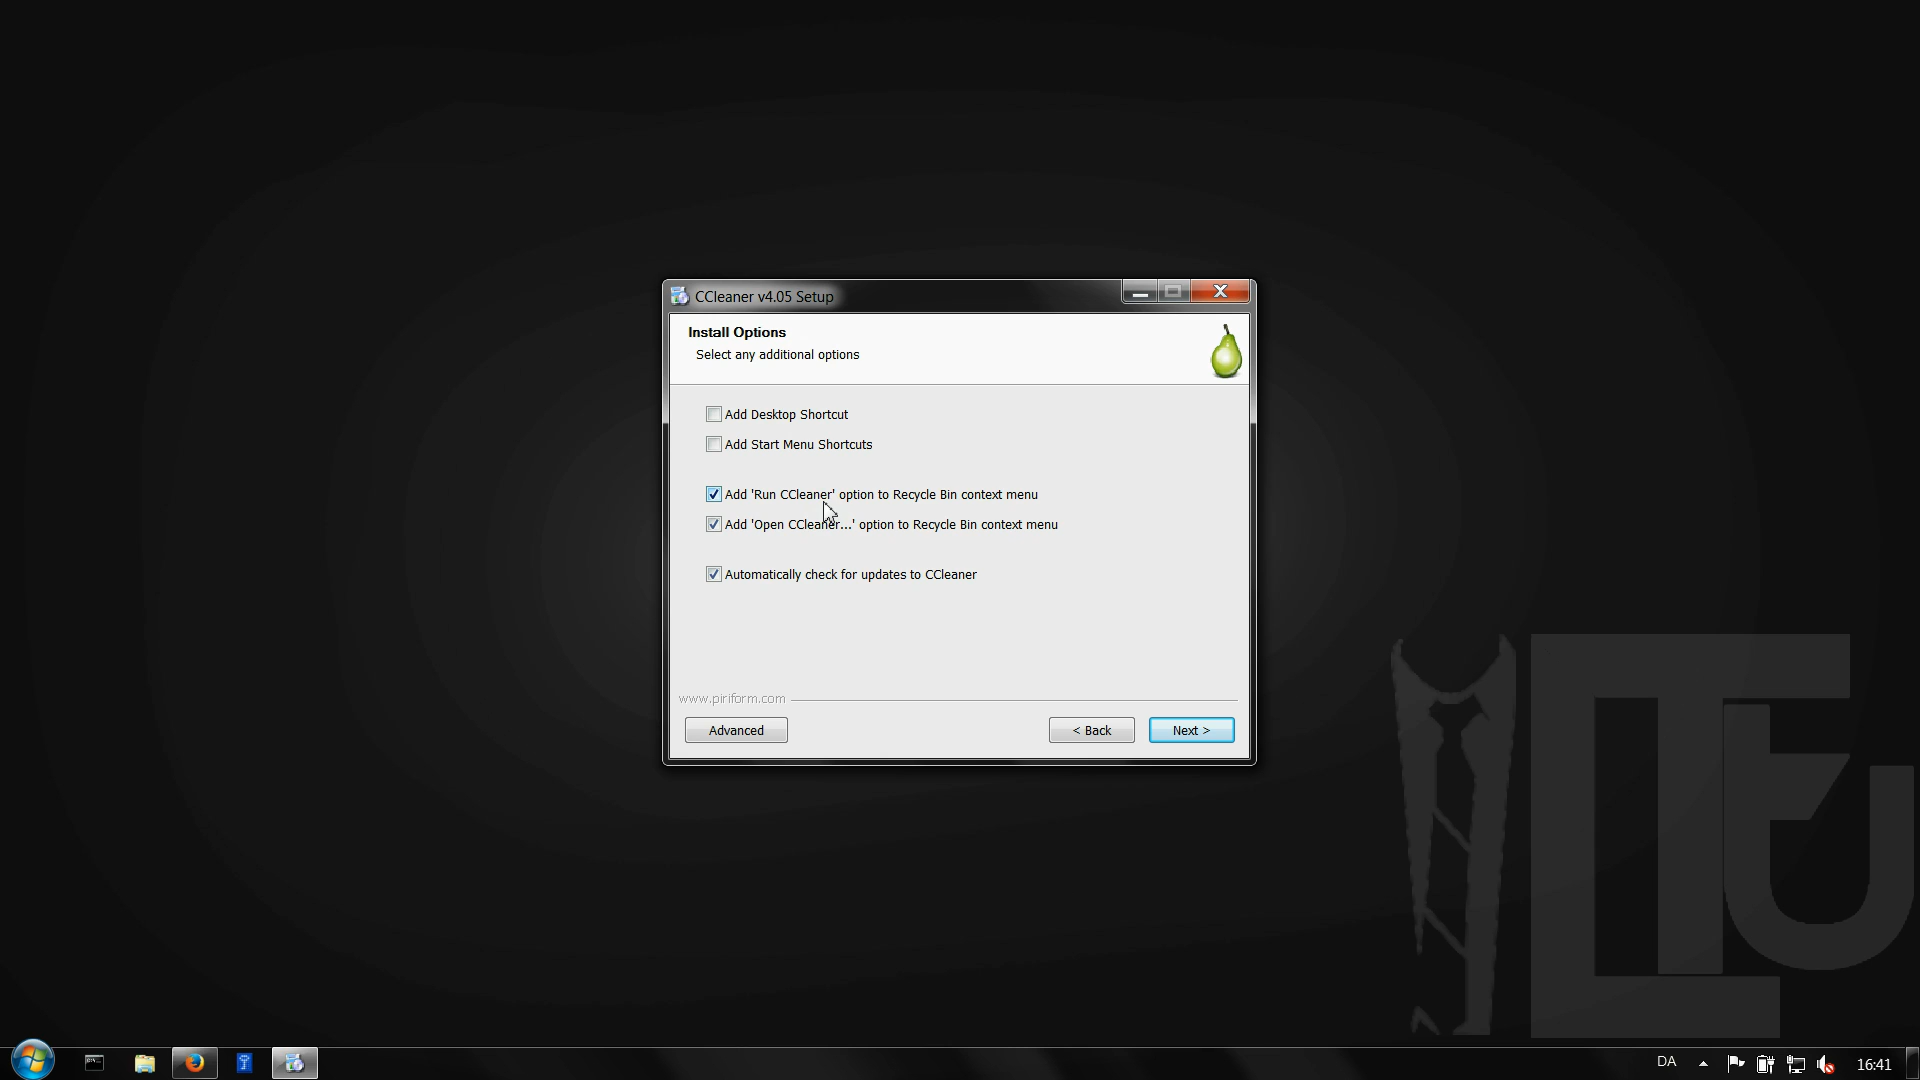 CCleaner v4.05 Setup
Install Options
Select any additional options
Add Desktop Shortcut
Add Start Menu Shortcuts
Add 'Run CCleaner' option to Recycle Bin context menu
Add 'Open CCleaner...' option to Recycle Bin context menu
Automatically check for updates to CCleaner
www.piriform.com
Advanced
< Back
Next >
DA
16:41